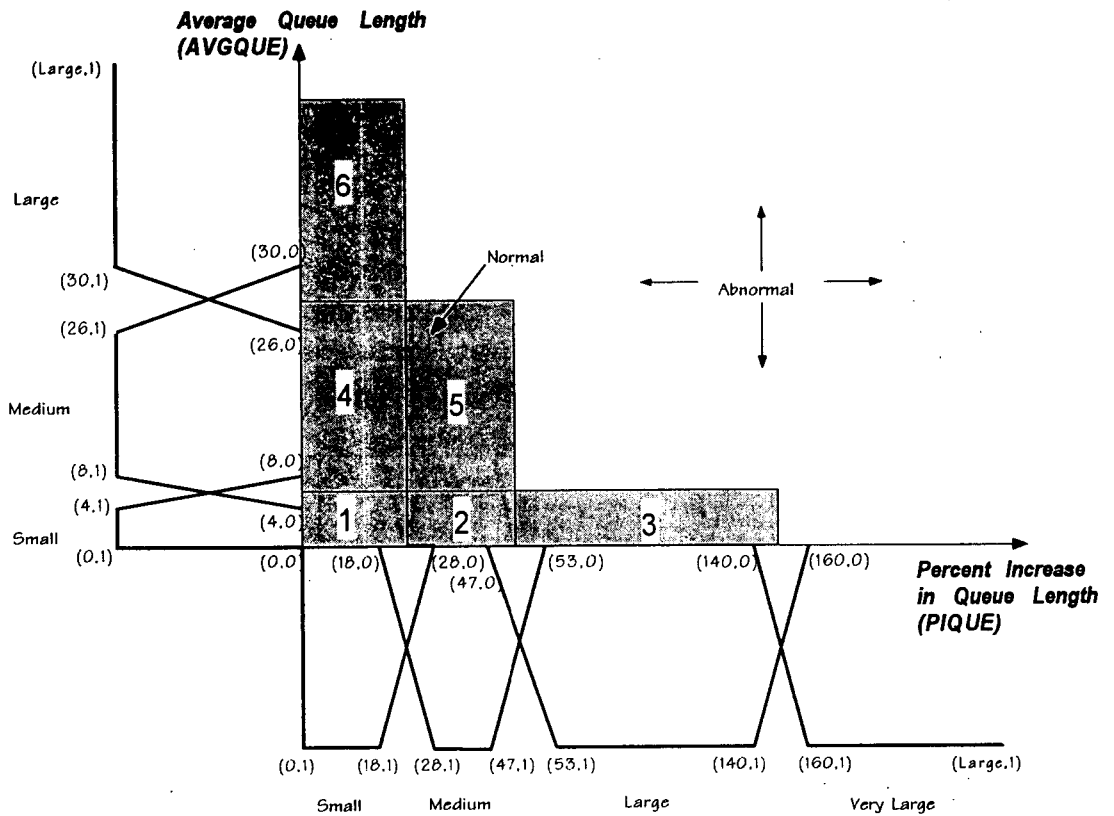 Average Queue Length
(AVGQUE)
(Large,1)
6
Large
Normal
(30,0)
(30,1)
Abnormal
(26,1)
(26,0)
4
5
Medium
(8,0)
(8,1)
(4,1)
(4,0)
1
2
3
Small
(0,1)
(0,0)
(18,0)
(28,0)
(53,0)
(140,0)
(160,0)
(47,0)
Percent Increase
in Queue Length
(PIQUE)
(0,1)
(18,1)
(28,1)
(47,1)
(53,1)
(140,1)
(160,1)
(Large,1)
Small
Medium
Large
Very Large